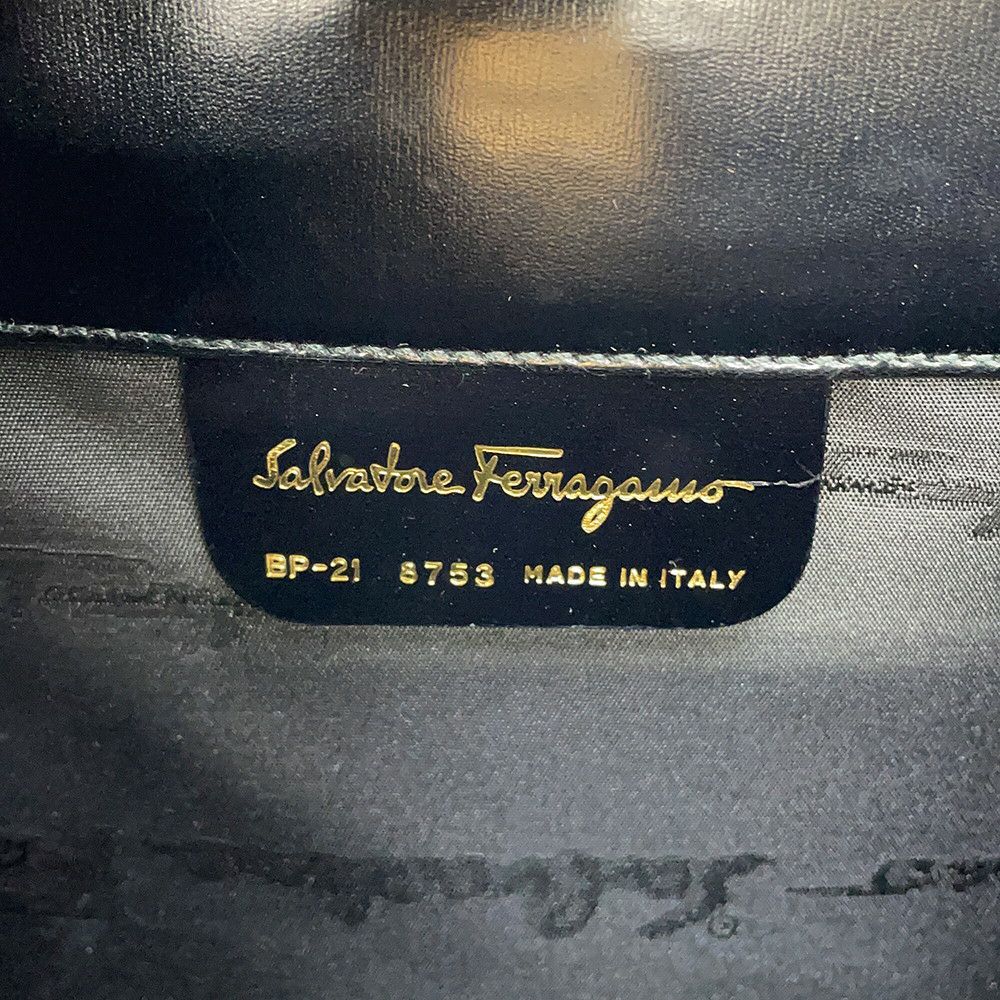 Salvatore Ferragamo
BP-21 8753 MADE IN ITALY